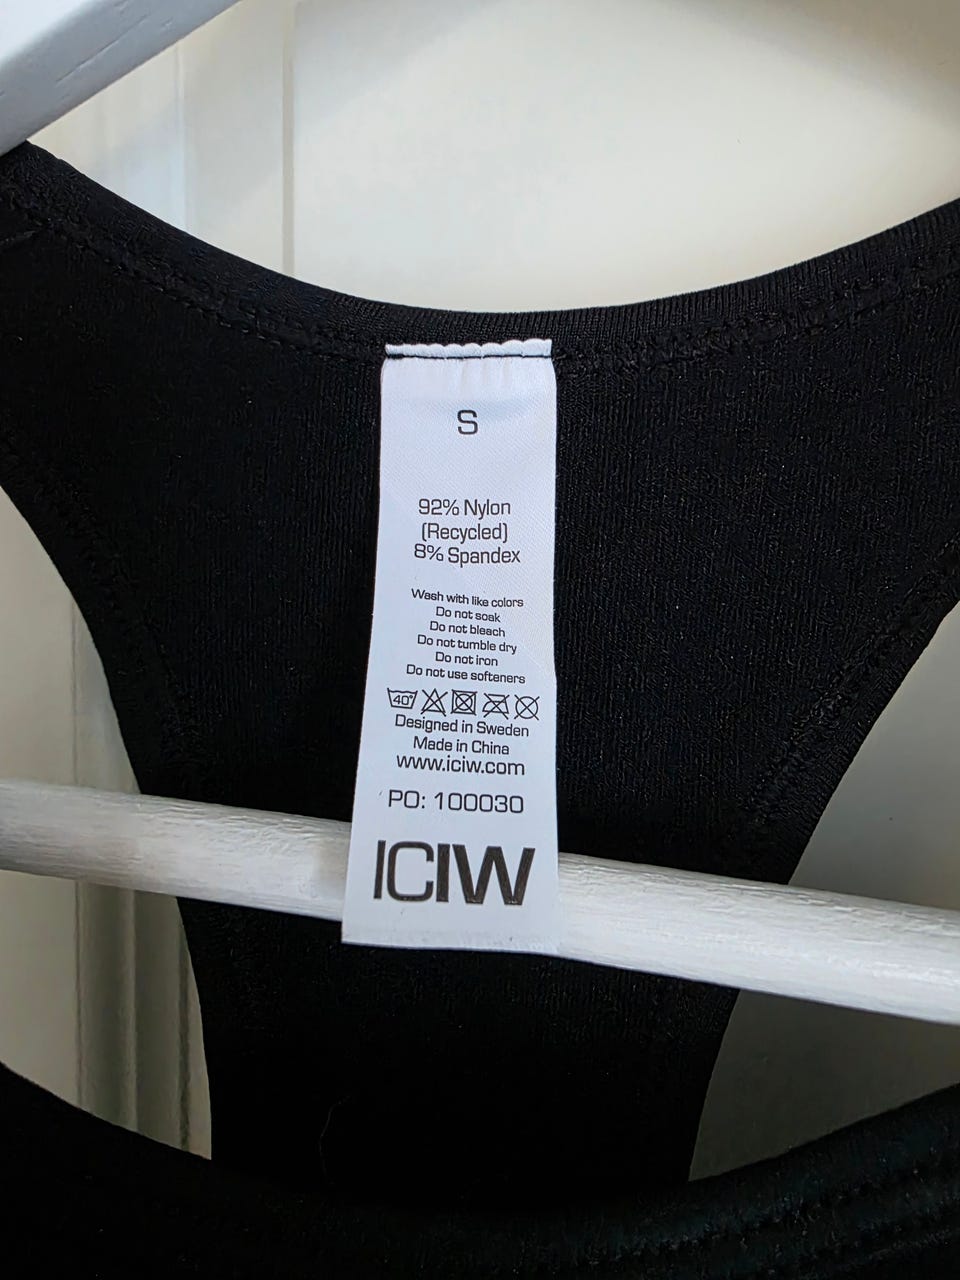 S
92% Nylon
(Recycled)
8% Spandex
Wash with like colors
Do not soak
Do not bleach
Do not tumble dry
Do not iron
Do not use softeners
40°
Designed in Sweden
Made in China
www.iciw.com
PO: 100030
ICIW